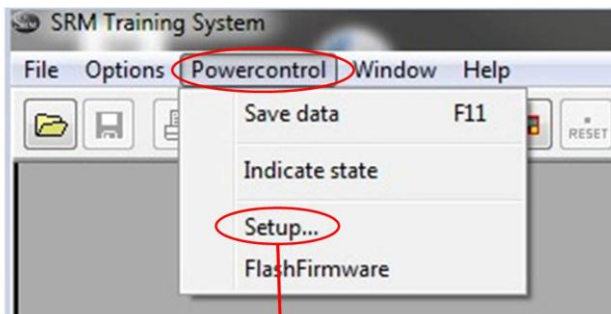 SRM Training System
File Options Powercontrol Window Help
RESET
Save data F11
Indicate state
Setup...
FlashFirmware